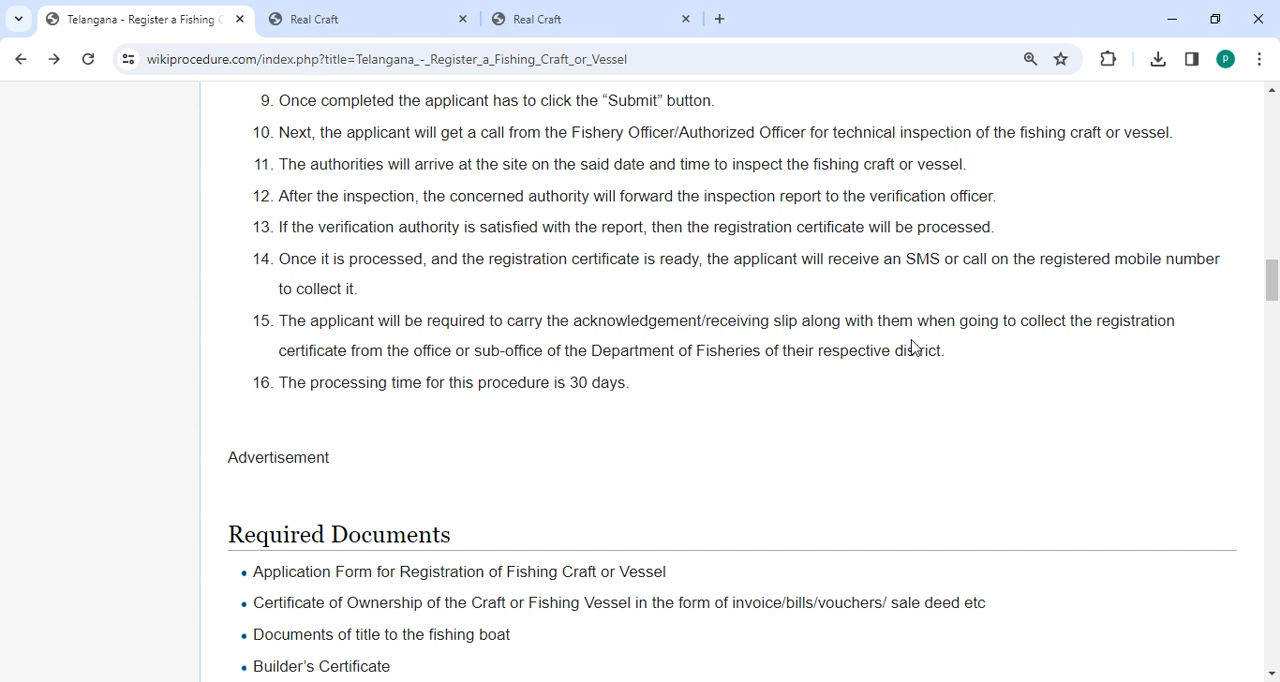 Telangana - Register a Fishing C
Real Craft
Real Craft
wikiprocedure.com/index.php?title=Telangana_-_Register_a_Fishing_Craft_or_Vessel
P
9. Once completed the applicant has to click the “Submit” button.
10. Next, the applicant will get a call from the Fishery Officer/Authorized Officer for technical inspection of the fishing craft or vessel.
11. The authorities will arrive at the site on the said date and time to inspect the fishing craft or vessel.
12. After the inspection, the concerned authority will forward the inspection report to the verification officer.
13. If the verification authority is satisfied with the report, then the registration certificate will be processed.
14. Once it is processed, and the registration certificate is ready, the applicant will receive an SMS or call on the registered mobile number
to collect it.
15. The applicant will be required to carry the acknowledgement/receiving slip along with them when going to collect the registration
certificate from the office or sub-office of the Department of Fisheries of their respective district.
16. The processing time for this procedure is 30 days.
Advertisement
Required Documents
• Application Form for Registration of Fishing Craft or Vessel
• Certificate of Ownership of the Craft or Fishing Vessel in the form of invoice/bills/vouchers/ sale deed etc
• Documents of title to the fishing boat
• Builder’s Certificate